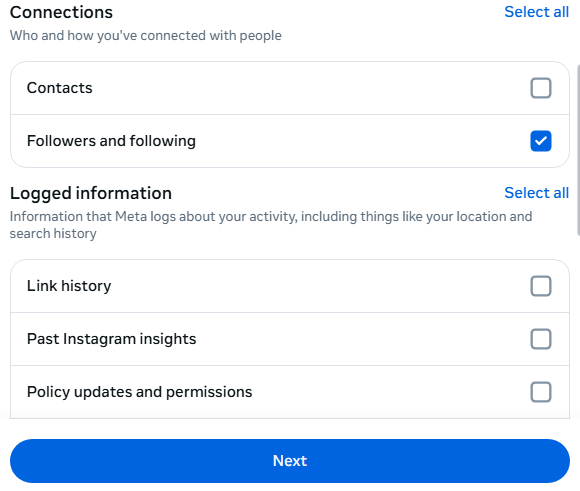 Connections
Select all
Who and how you've connected with people
Contacts
Followers and following
Logged information
Select all
Information that Meta logs about your activity, including things like your location and
search history
Link history
Past Instagram insights
Policy updates and permissions
Next